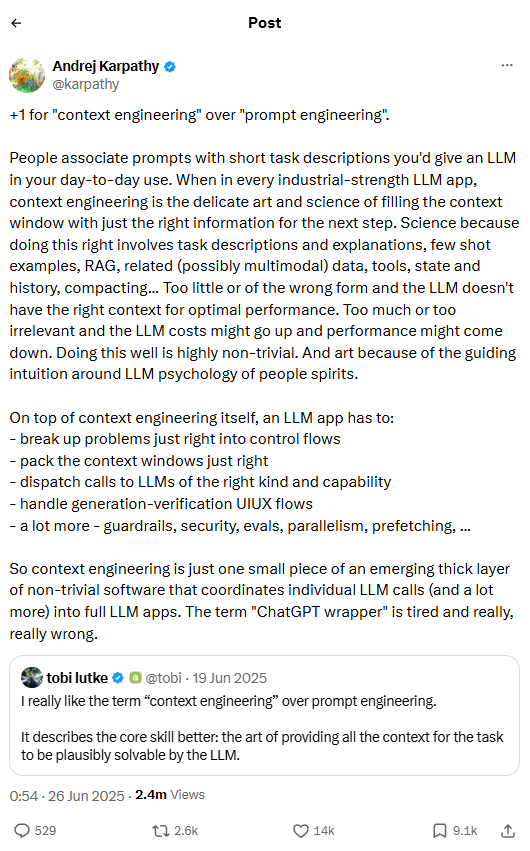 Post
Andrej Karpathy
@karpathy
+1 for "context engineering" over "prompt engineering".
People associate prompts with short task descriptions you'd give an LLM
in your day-to-day use. When in every industrial-strength LLM app,
context engineering is the delicate art and science of filling the context
window with just the right information for the next step. Science because
doing this right involves task descriptions and explanations, few shot
examples, RAG, related (possibly multimodal) data, tools, state and
history, compacting... Too little or of the wrong form and the LLM doesn't
have the right context for optimal performance. Too much or too
irrelevant and the LLM costs might go up and performance might come
down. Doing this well is highly non-trivial. And art because of the guiding
intuition around LLM psychology of people spirits.
On top of context engineering itself, an LLM app has to:
- break up problems just right into control flows
- pack the context windows just right
- dispatch calls to LLMs of the right kind and capability
- handle generation-verification UIUX flows
- a lot more - guardrails, security, evals, parallelism, prefetching, ...
So context engineering is just one small piece of an emerging thick layer
of non-trivial software that coordinates individual LLM calls (and a lot
more) into full LLM apps. The term "ChatGPT wrapper" is tired and really,
really wrong.
tobi lutke @tobi · 19 Jun 2025
I really like the term “context engineering” over prompt engineering.
It describes the core skill better: the art of providing all the context for the task
to be plausibly solvable by the LLM.
0:54 · 26 Jun 2025 · 2.4m Views
529 2.6k 14k 9.1k